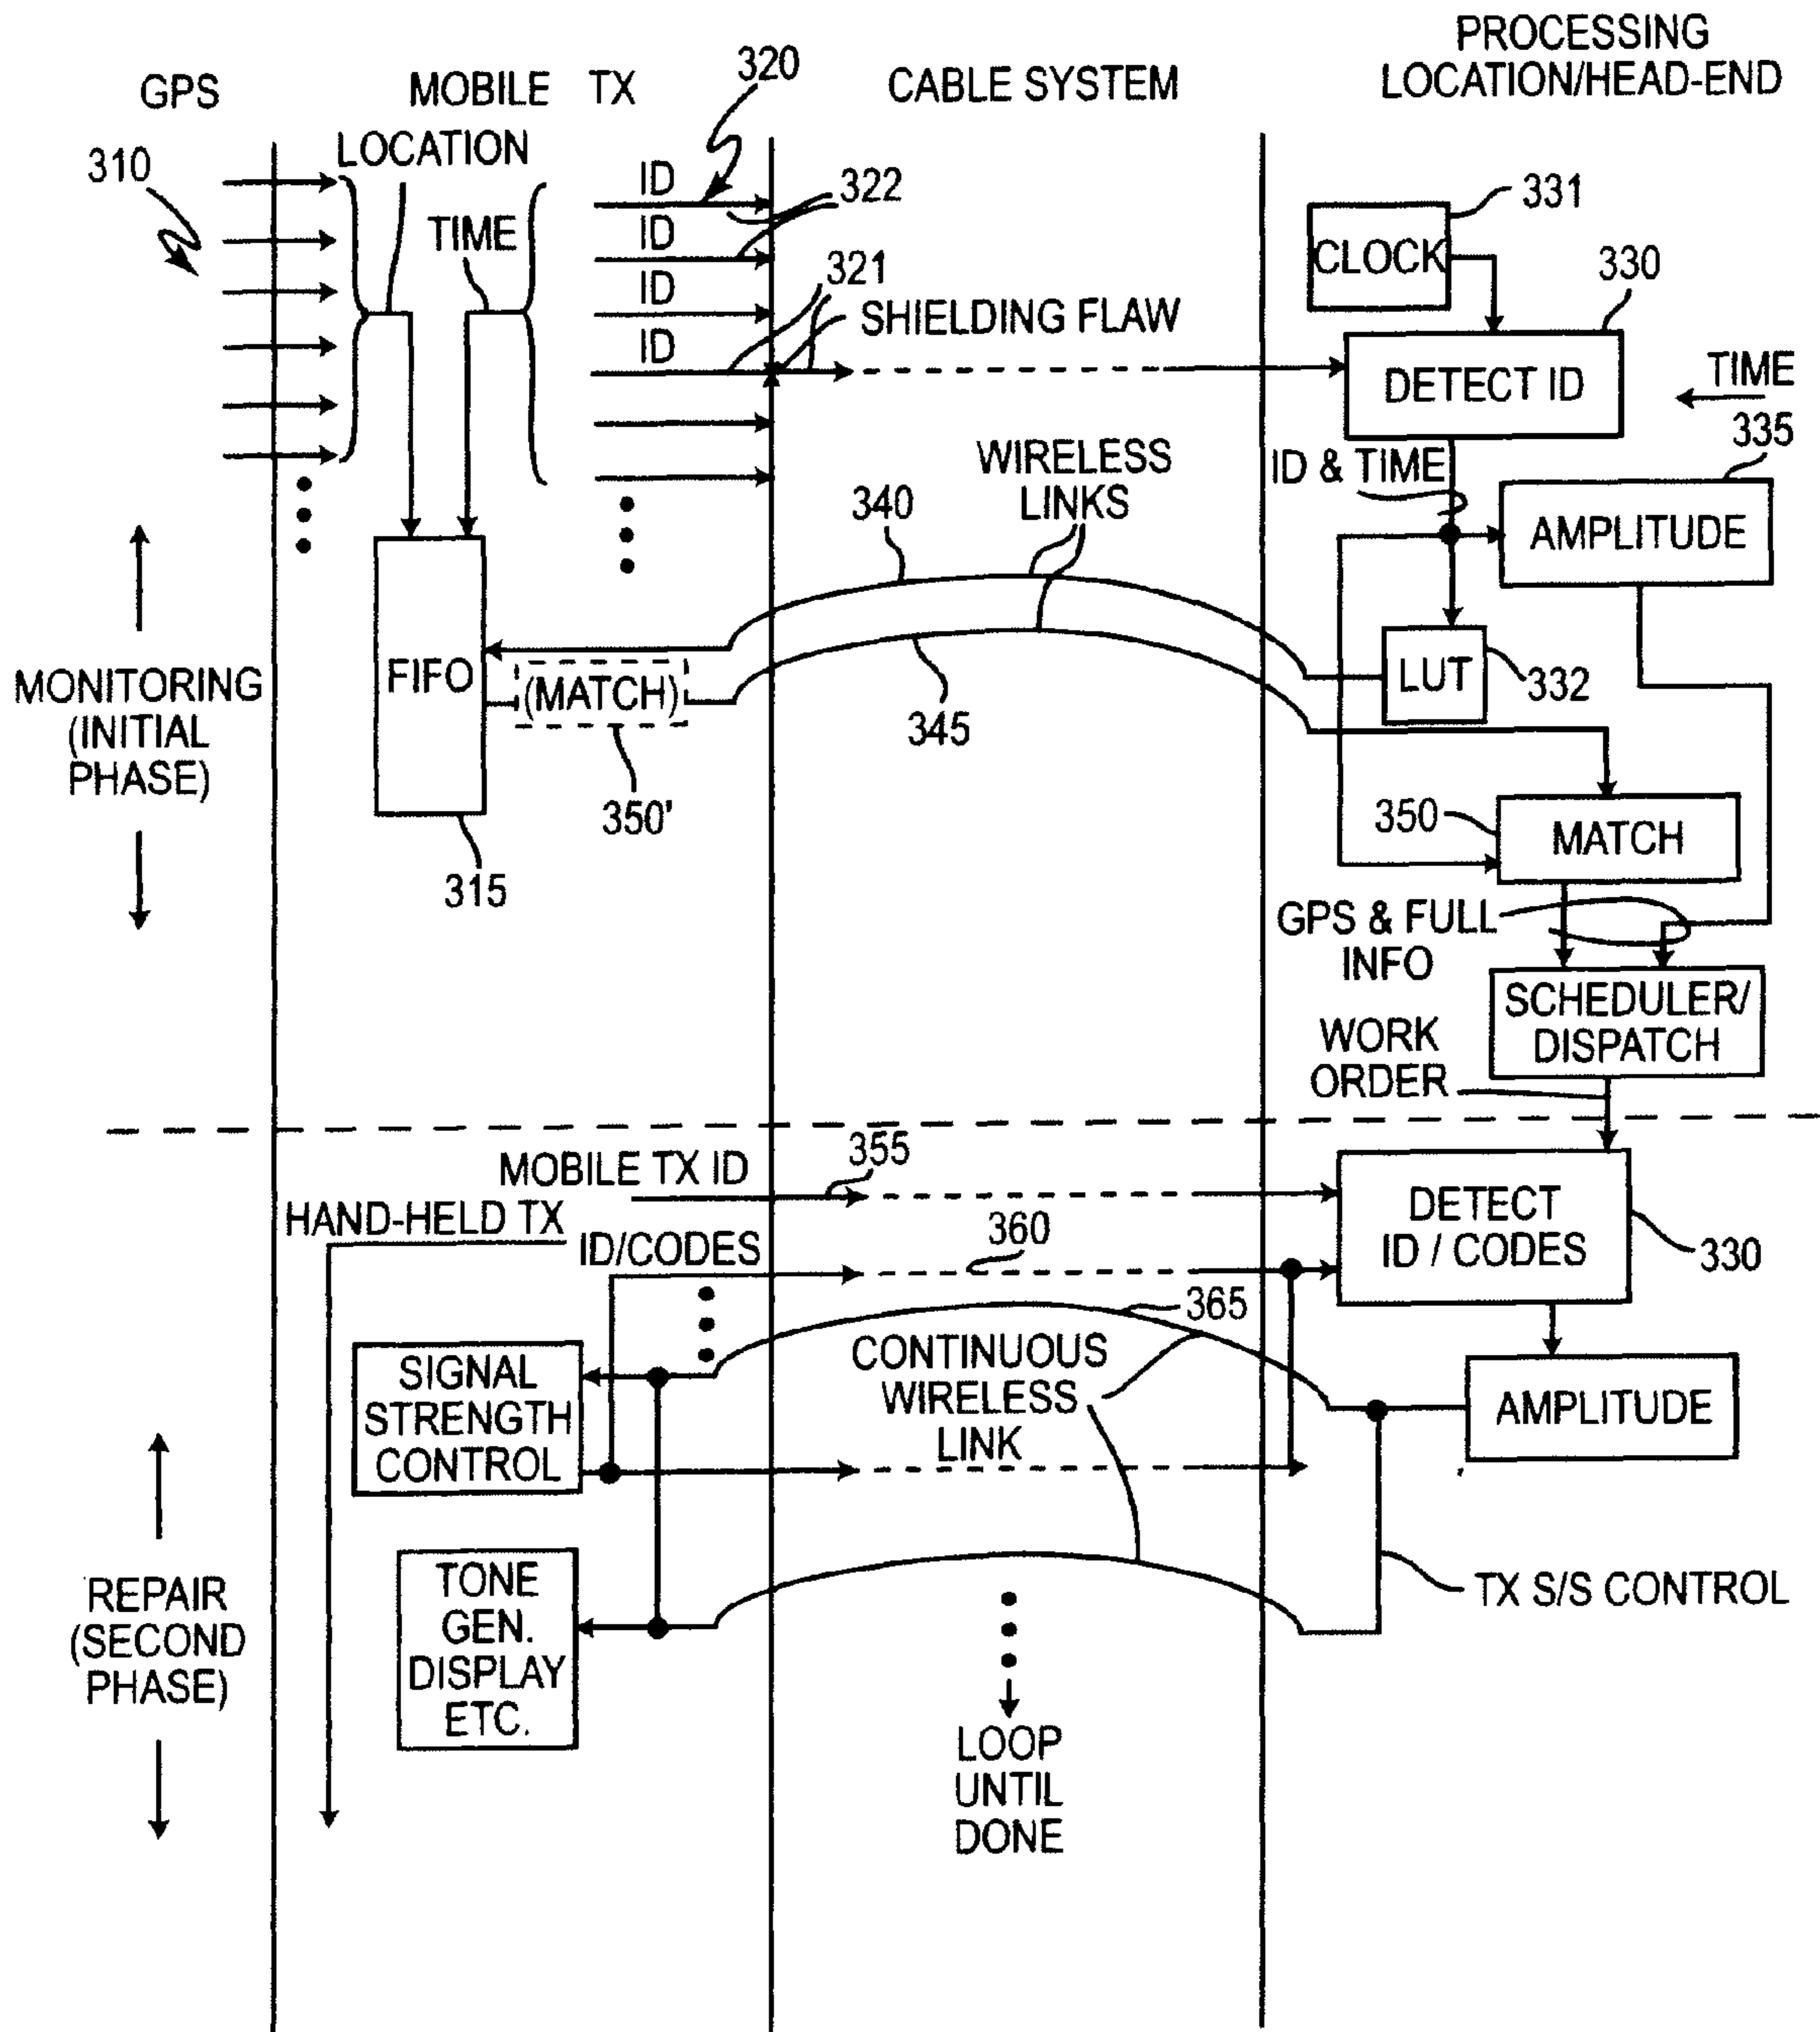 GPS
MOBILE TX
320
CABLE SYSTEM
PROCESSING
LOCATION/HEAD-END
LOCATION
310
ID
322
331
TIME
ID
CLOCK
ID
321
330
ID
SHIELDING FLAW
DETECT ID
TIME
335
WIRELESS
LINKS
ID & TIME
340
AMPLITUDE
MONITORING
(INITIAL
PHASE)
FIFO
(MATCH)
LUT
332
345
350'
315
350
MATCH
GPS & FULL
INFO
SCHEDULER/
DISPATCH
WORK
ORDER
MOBILE TX ID
355
HAND-HELD TX
ID/CODES
360
DETECT
ID / CODES
330
365
SIGNAL
STRENGTH
CONTROL
CONTINUOUS
WIRELESS
LINK
AMPLITUDE
REPAIR
(SECOND
PHASE)
TONE
GEN.
DISPLAY
ETC.
TX S/S CONTROL
LOOP
UNTIL
DONE